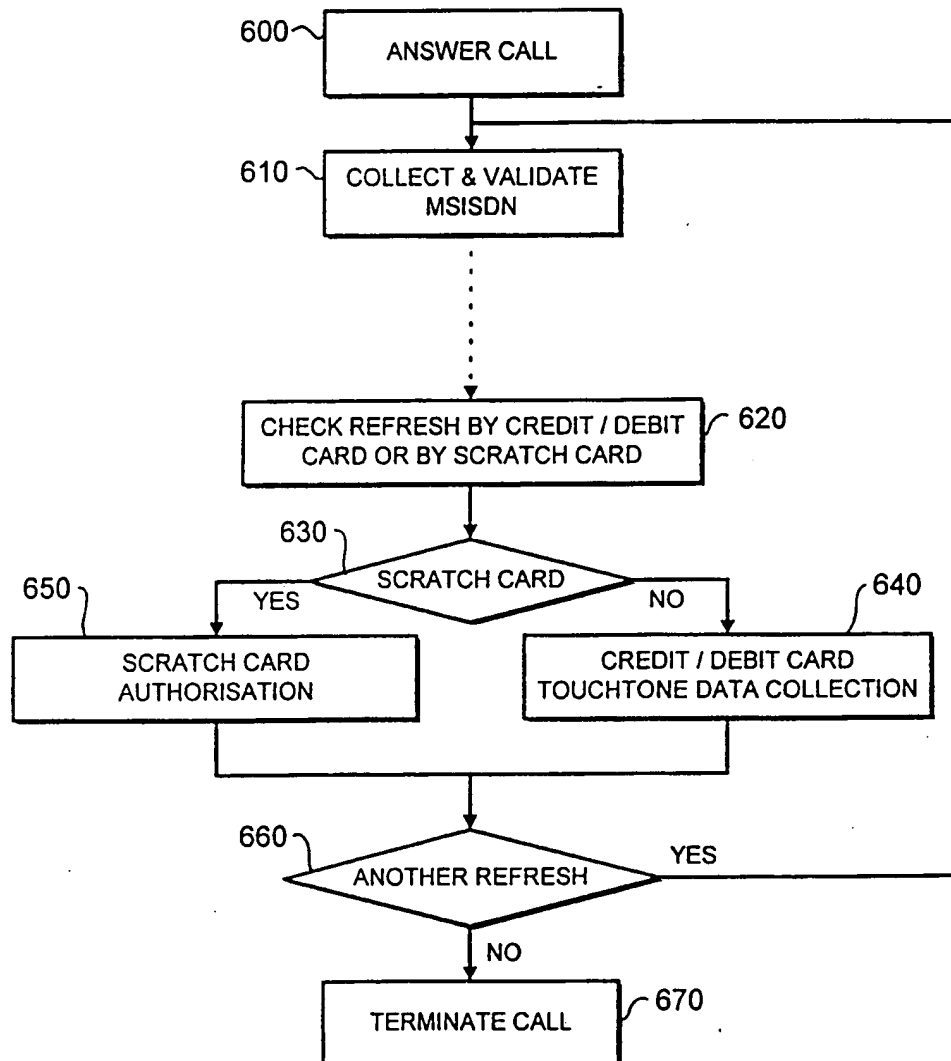 600
ANSWER CALL
610
COLLECT & VALIDATE
MSISDN
CHECK REFRESH BY CREDIT / DEBIT
CARD OR BY SCRATCH CARD
620
630
SCRATCH CARD
YES
NO
650
SCRATCH CARD
AUTHORISATION
640
CREDIT / DEBIT CARD
TOUCHTONE DATA COLLECTION
660
ANOTHER REFRESH
YES
NO
TERMINATE CALL
670